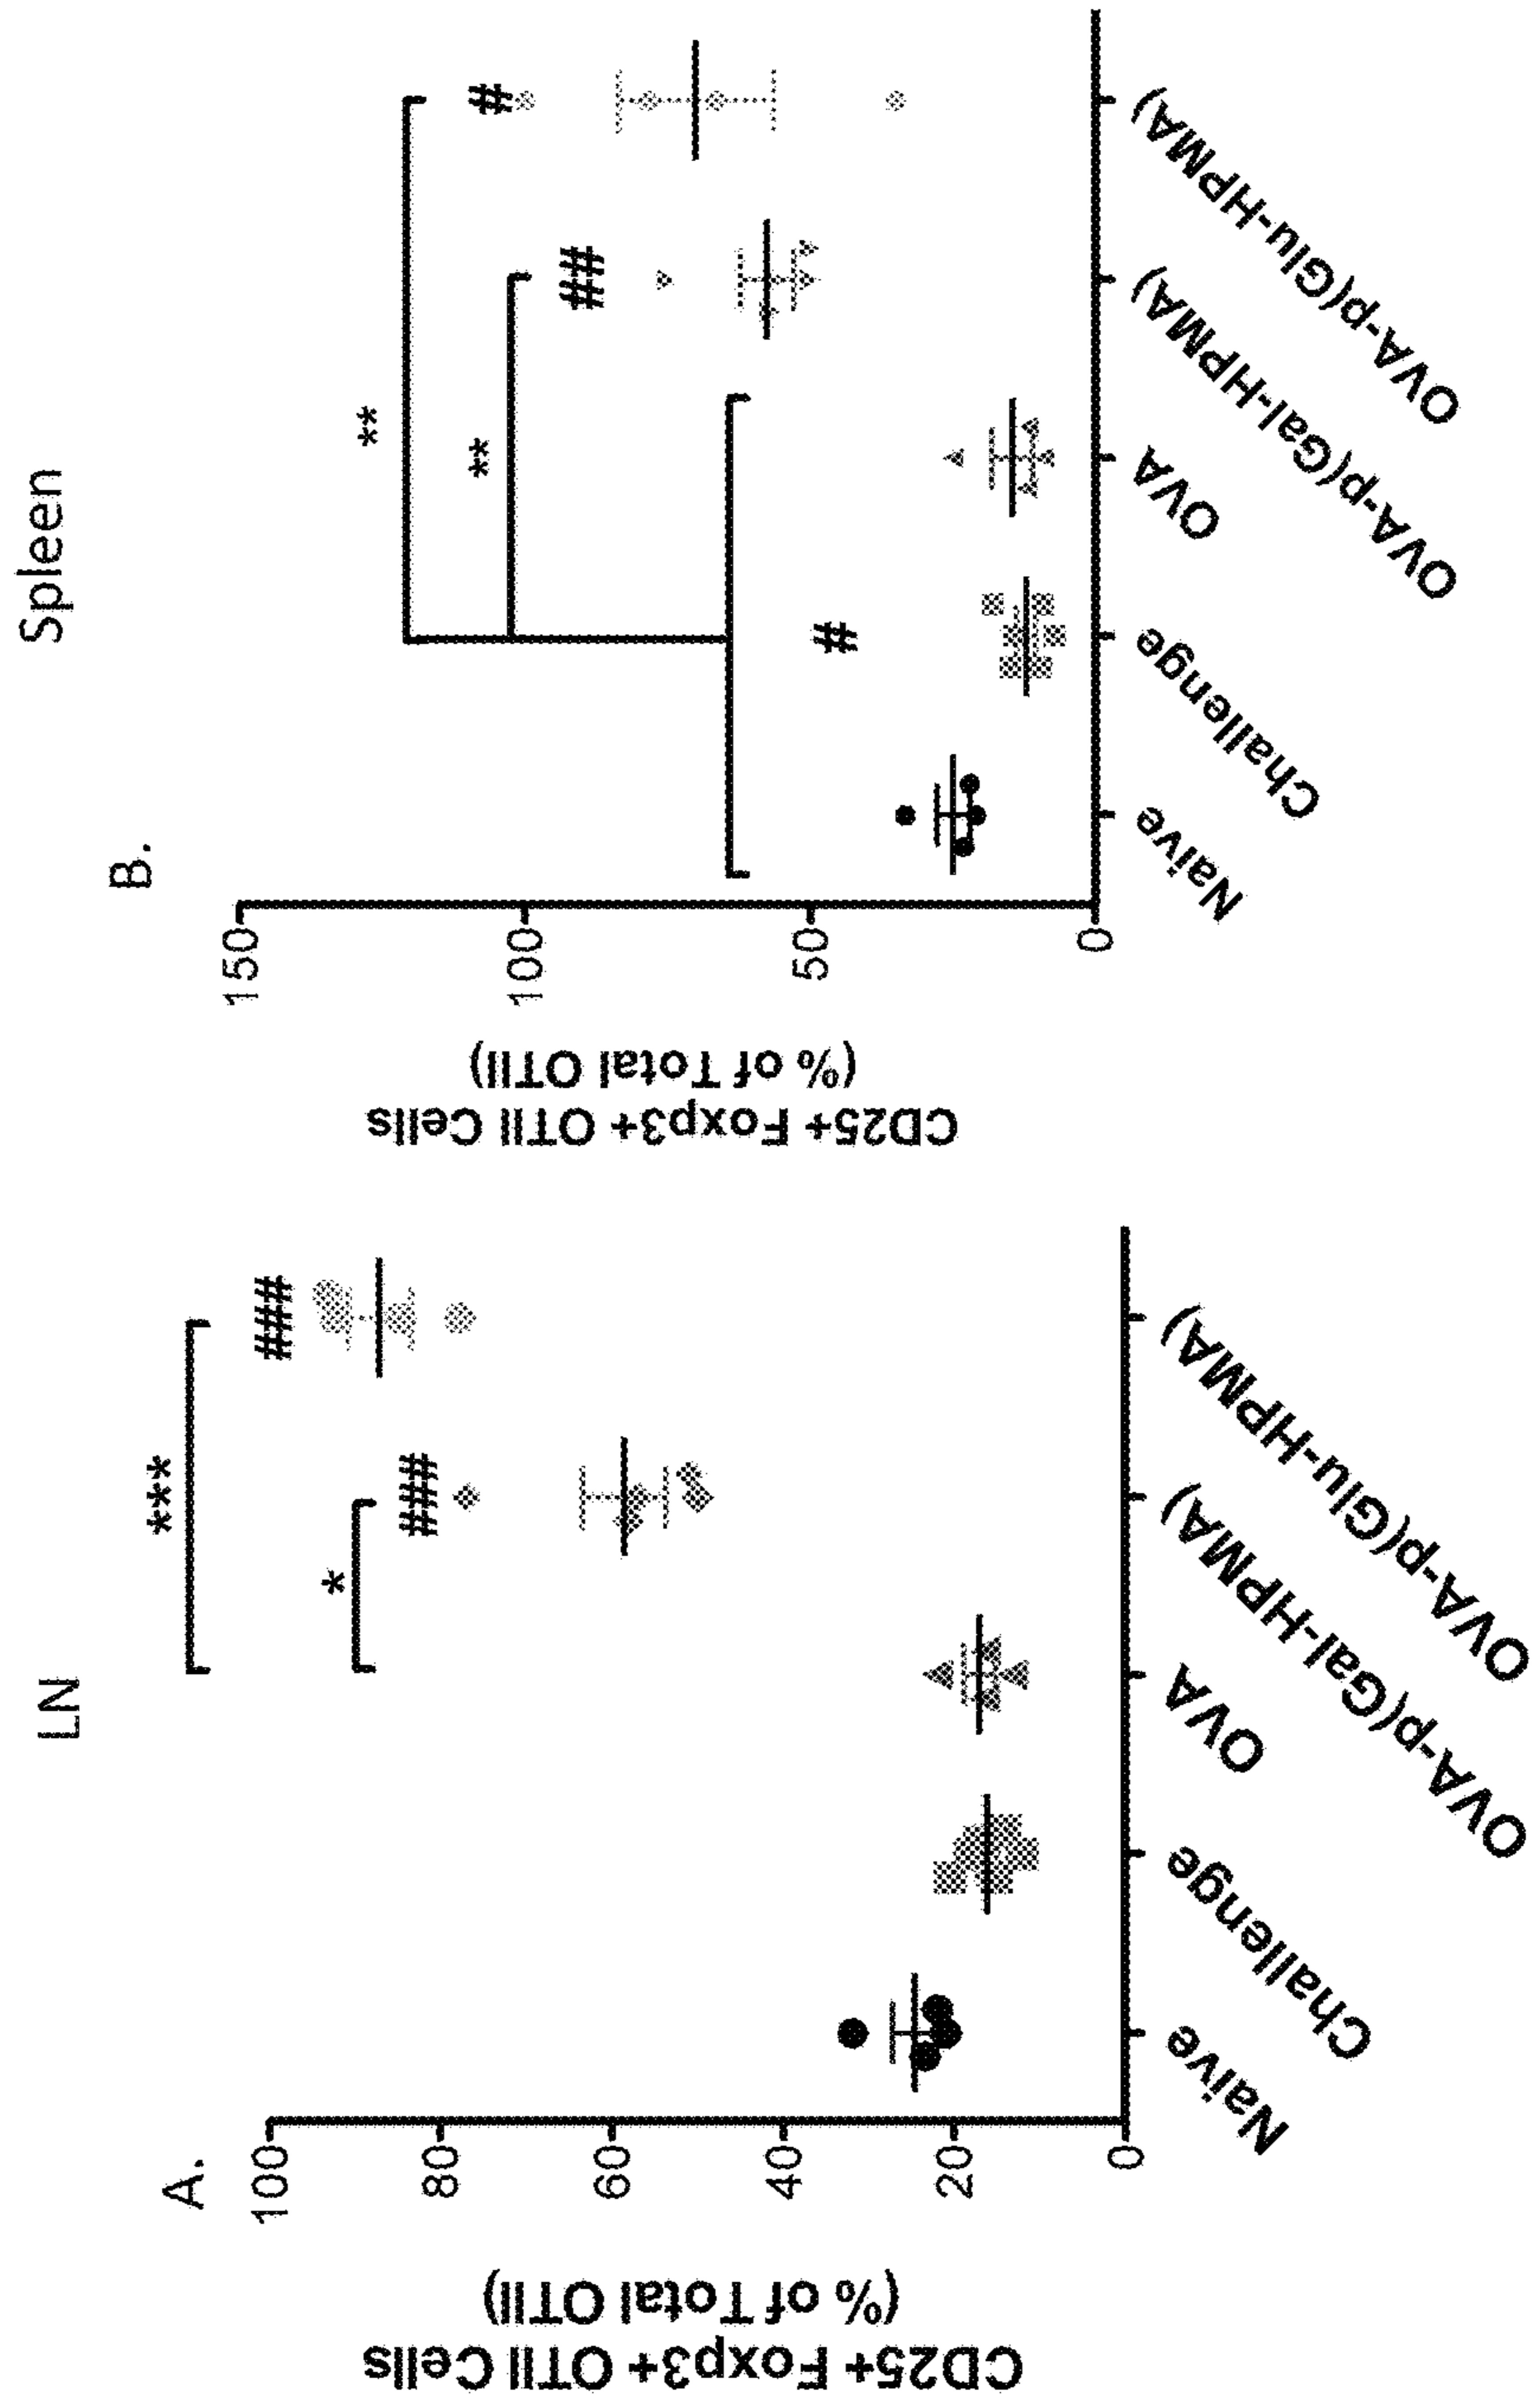 A.
LN
CD25+ Foxp3+ OTII Cells
(% of Total OTII)
100
80
60
40
20
0
***
*
###
###
Naive
Challenge
OVA
OVA-p(Gal-HPMA)
OVA-p(Glu-HPMA)
B.
Spleen
CD25+ Foxp3+ OTII Cells
(% of Total OTII)
150
100
50
0
**
**
#
##
#
Naive
Challenge
OVA
OVA-p(Gal-HPMA)
OVA-p(Glu-HPMA)